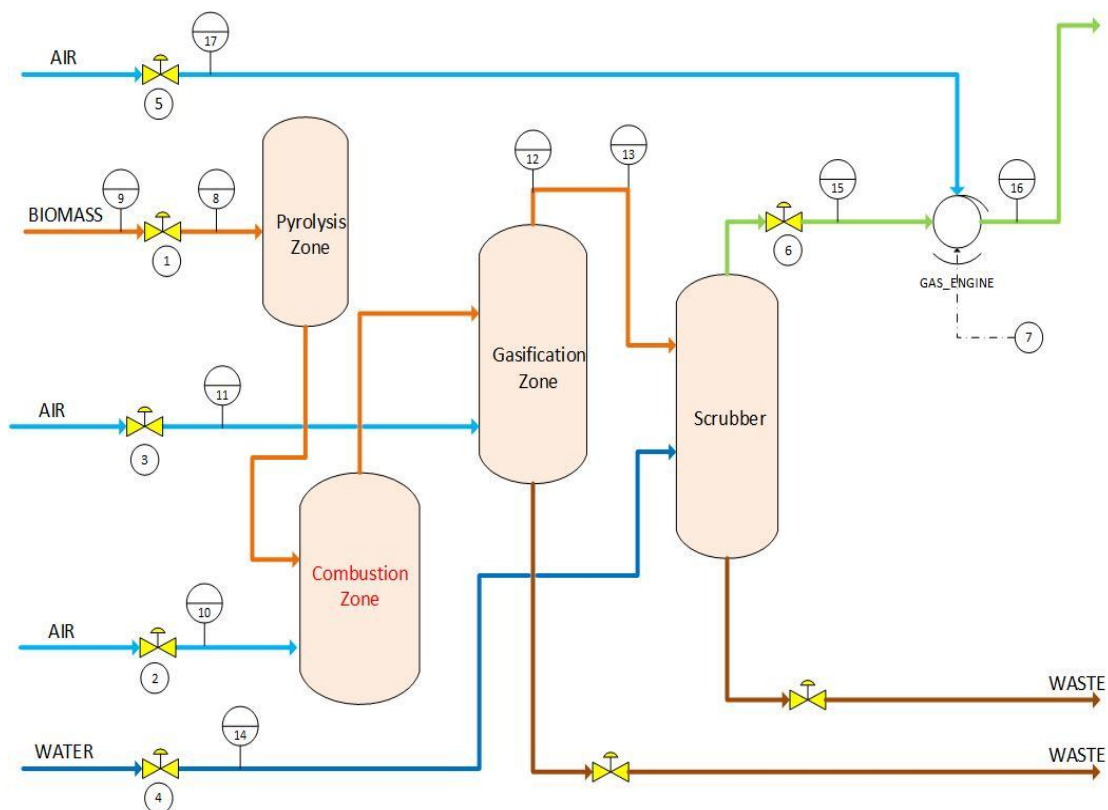 17
AIR
5
12
13
9
8
15
16
BIOMASS
Pyrolysis
Zone
1
6
GAS_ENGINE
7
Gasification
Zone
11
AIR
3
Scrubber
Combustion
Zone
10
AIR
2
WASTE
14
WATER
WASTE
4